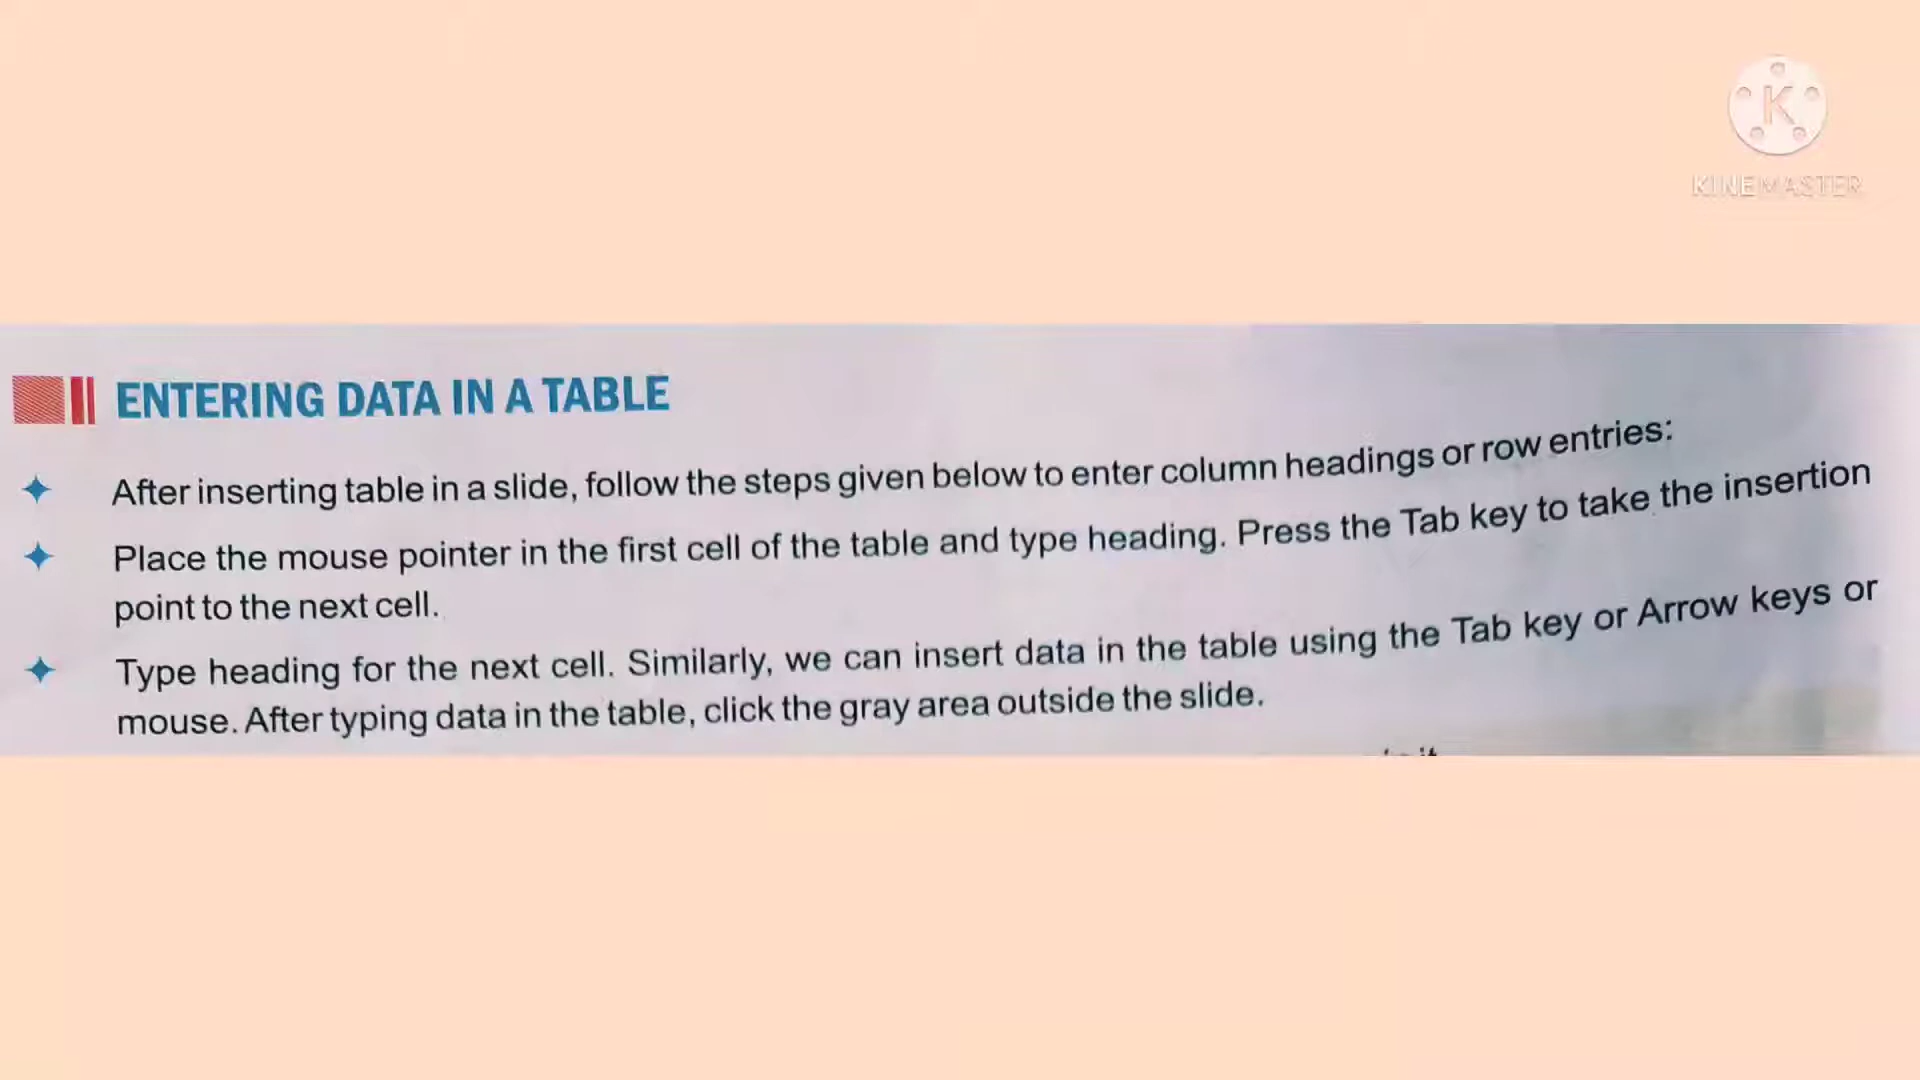 K
KINEMASTER
ENTERING DATA IN A TABLE
After inserting table in a slide, follow the steps given below to enter column headings or row entries:
Place the mouse pointer in the first cell of the table and type heading. Press the Tab key to take the insertion
point to the next cell.
Type heading for the next cell. Similarly, we can insert data in the table using the Tab key or Arrow keys or
mouse. After typing data in the table, click the gray area outside the slide.